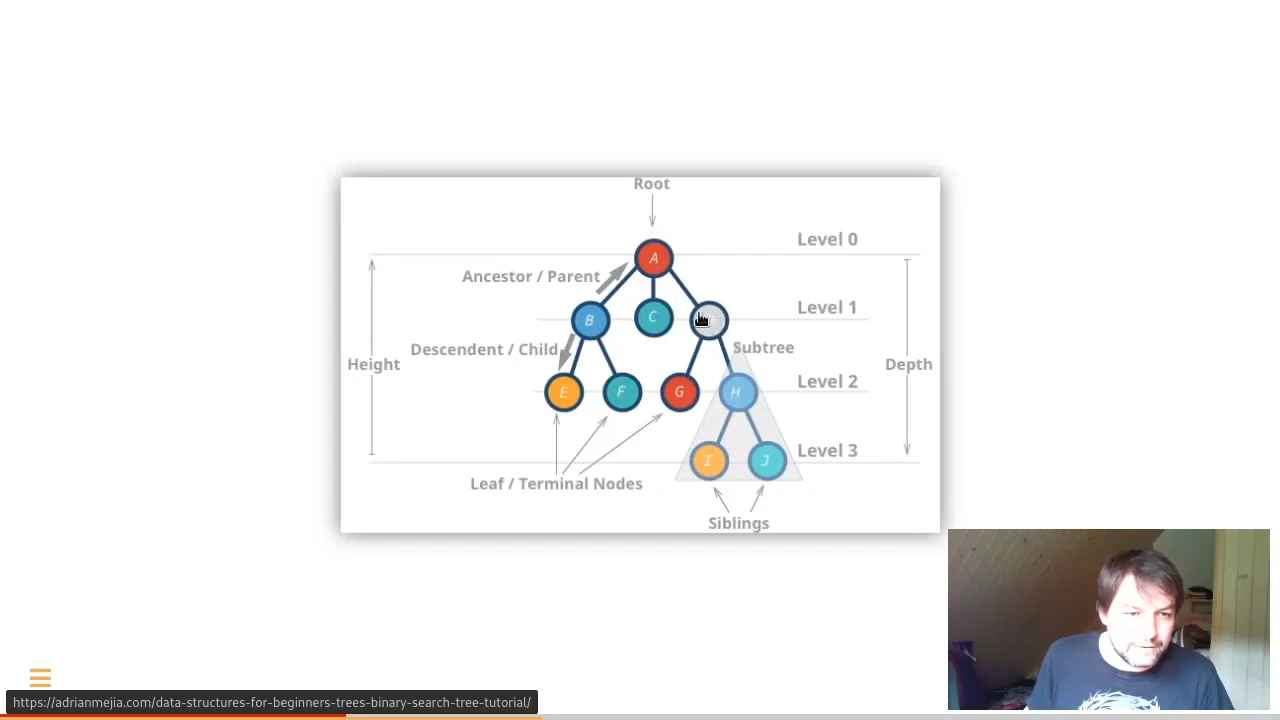 Root
Level 0
A
Ancestor / Parent
Level 1
B
C
Descendent / Child
Subtree
Height
Depth
Level 2
E
F
G
H
Level 3
I
J
Leaf / Terminal Nodes
Siblings
https://adrianmejia.com/data-structures-for-beginners-trees-binary-search-tree-tutorial/